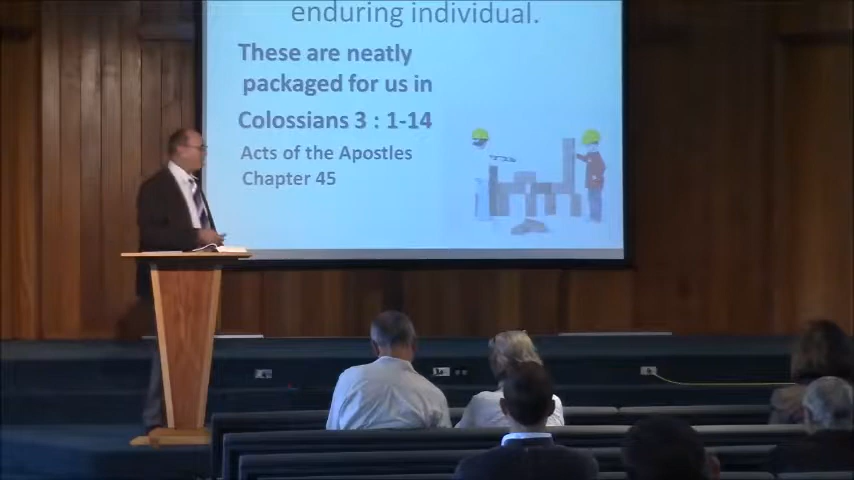 enduring individual.
These are neatly
packaged for us in
Colossians 3 : 1-14
Acts of the Apostles
Chapter 45